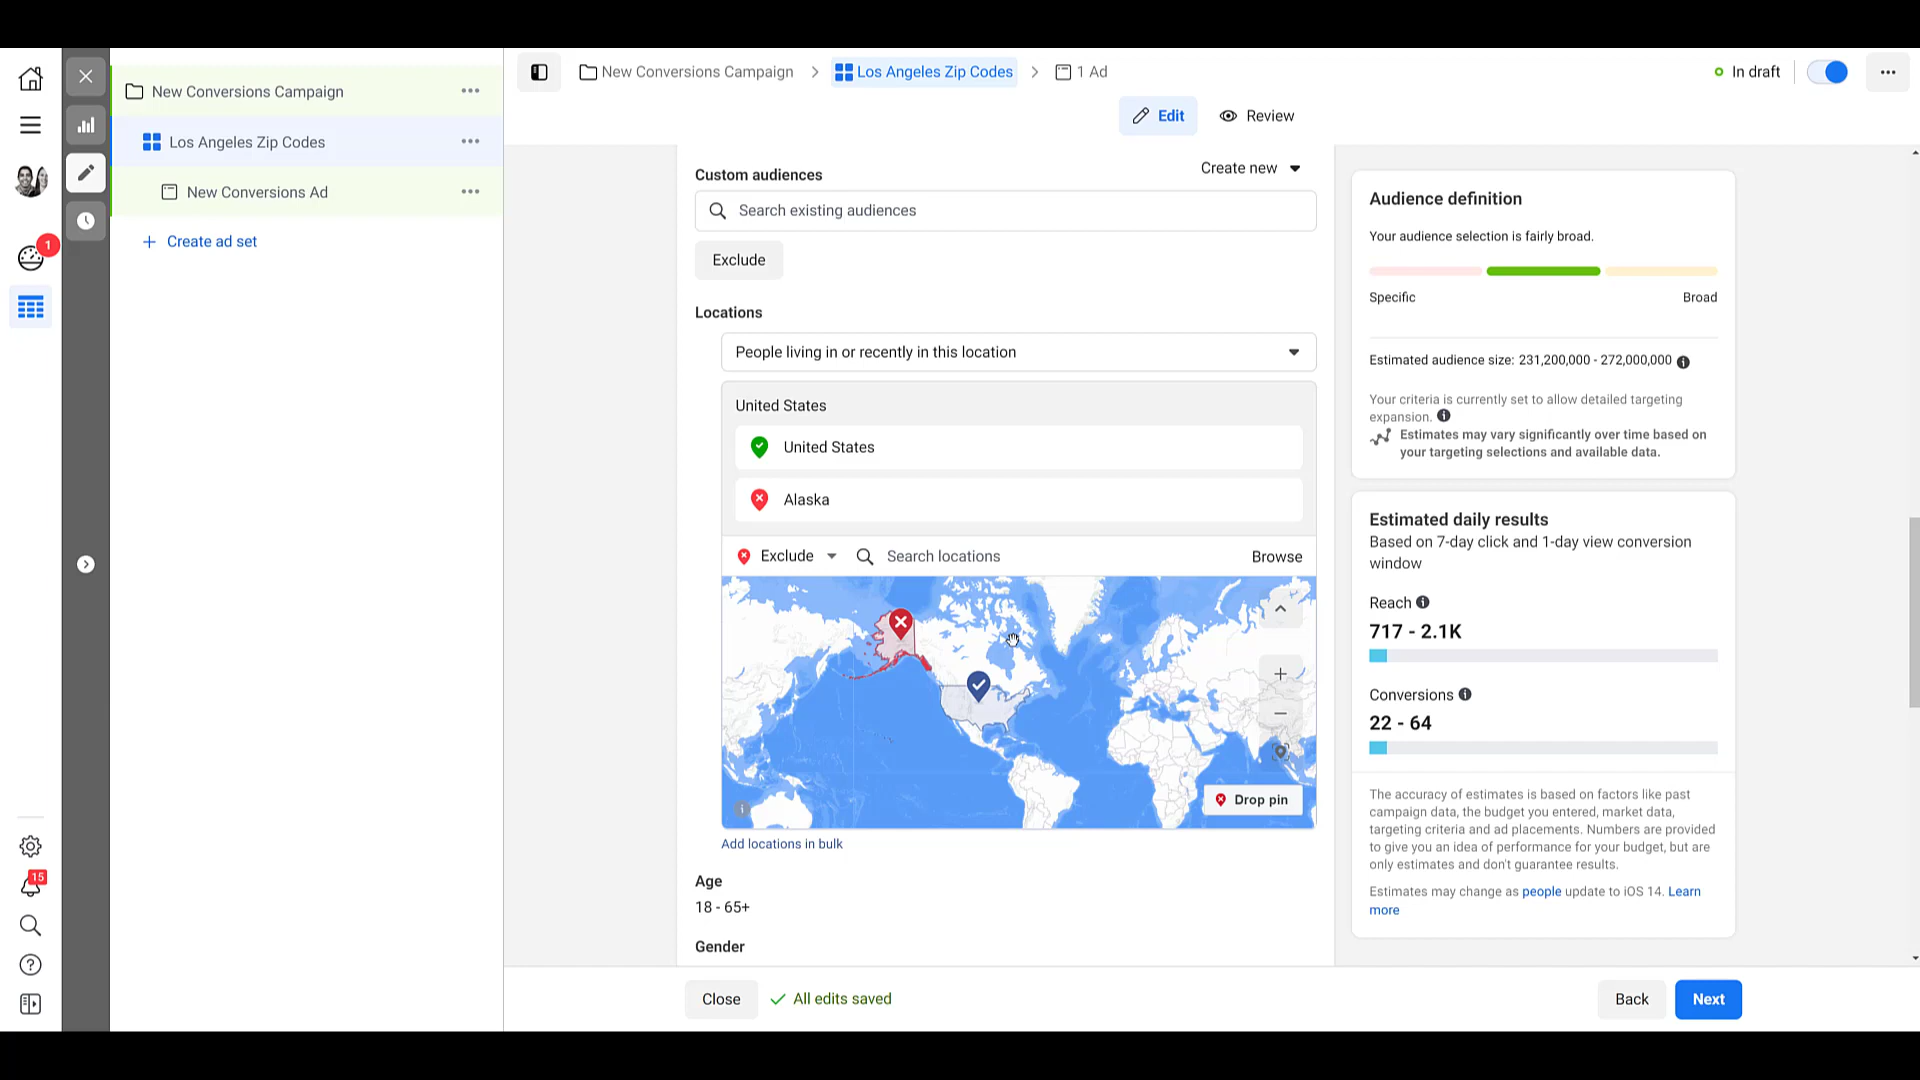 New Conversions Campaign
Los Angeles Zip Codes
1 Ad
In draft
Edit
Review
New Conversions Campaign
Los Angeles Zip Codes
New Conversions Ad
Create ad set
1
15
Custom audiences
Create new
Search existing audiences
Exclude
Locations
People living in or recently in this location
United States
United States
Alaska
Exclude
Search locations
Browse
Drop pin
Add locations in bulk
Age
18 - 65+
Gender
Audience definition
Your audience selection is fairly broad.
Specific
Broad
Estimated audience size: 231,200,000 - 272,000,000
Your criteria is currently set to allow detailed targeting
expansion.
Estimates may vary significantly over time based on
your targeting selections and available data.
Estimated daily results
Based on 7-day click and 1-day view conversion
window
Reach
717 - 2.1K
Conversions
22 - 64
The accuracy of estimates is based on factors like past
campaign data, the budget you entered, market data,
targeting criteria and ad placements. Numbers are provided
to give you an idea of performance for your budget, but are
only estimates and don't guarantee results.
Estimates may change as people update to iOS 14. Learn
more
Close
All edits saved
Back
Next